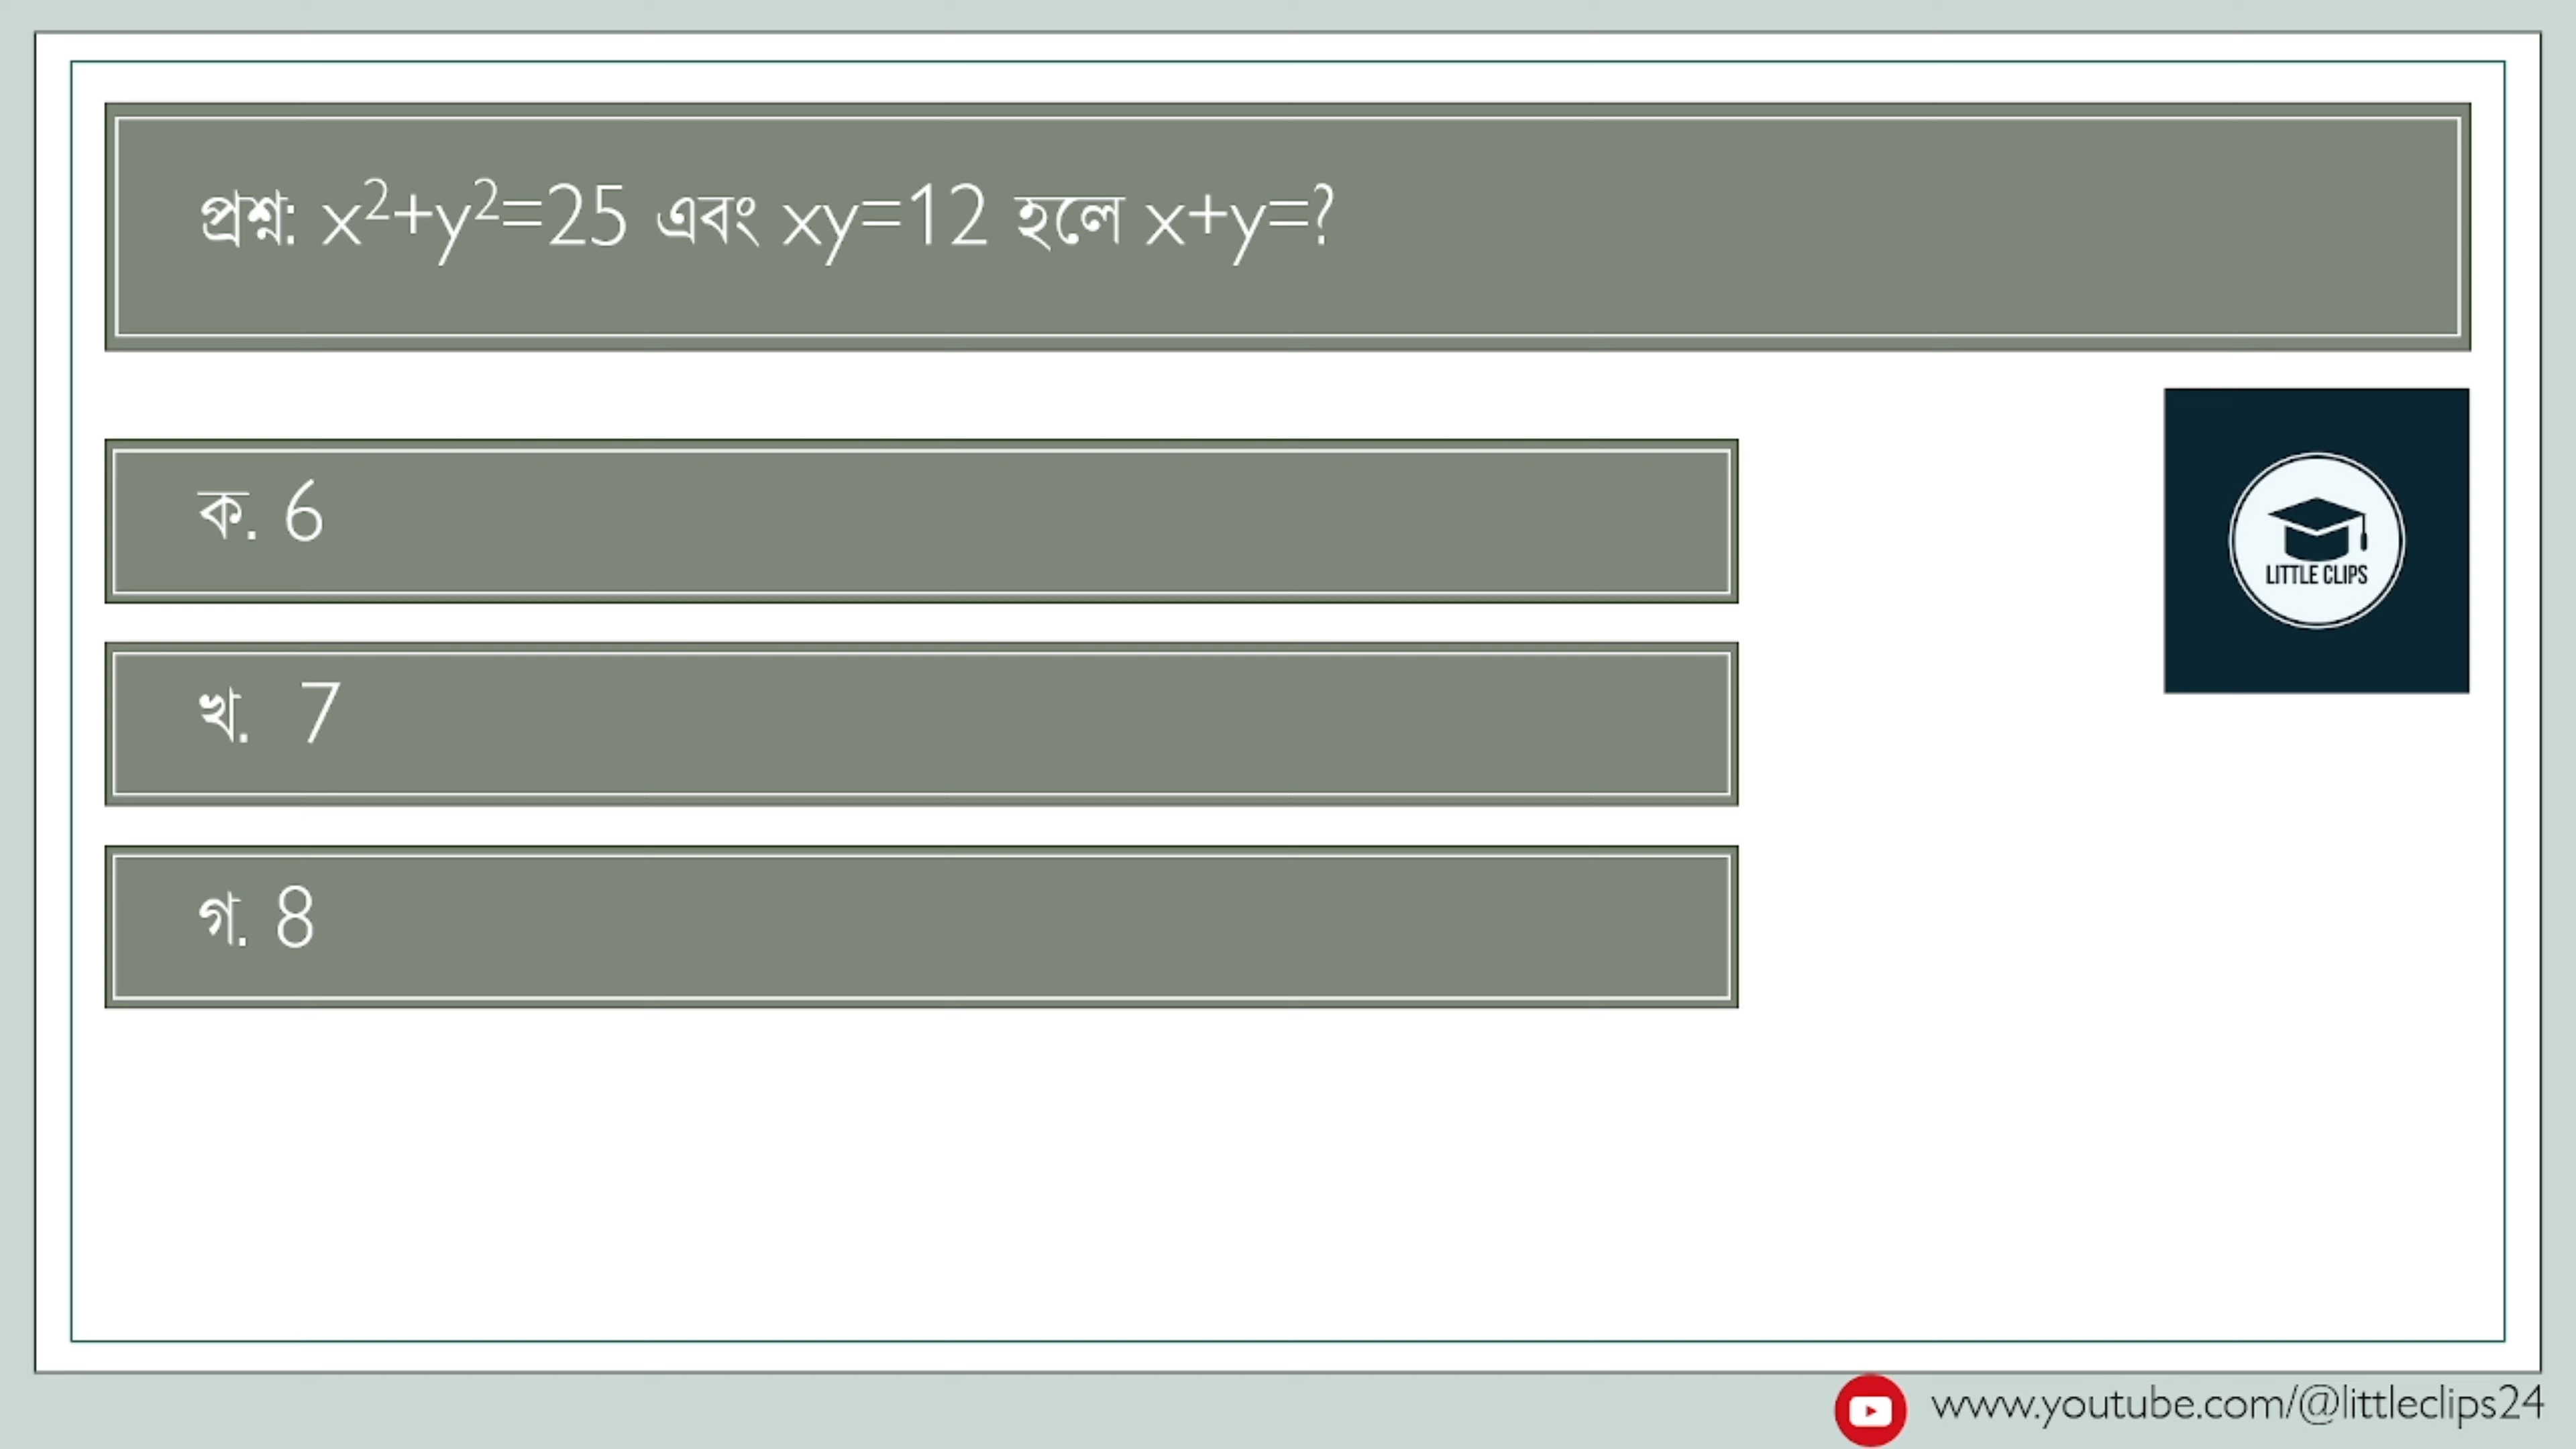 প্রশ্ন: x²+y²=25 এবং xy=12 হলে x+y=?
ক. 6
LITTLE CLIPS
খ. 7
গ. 8
www.youtube.com/@littleclips24